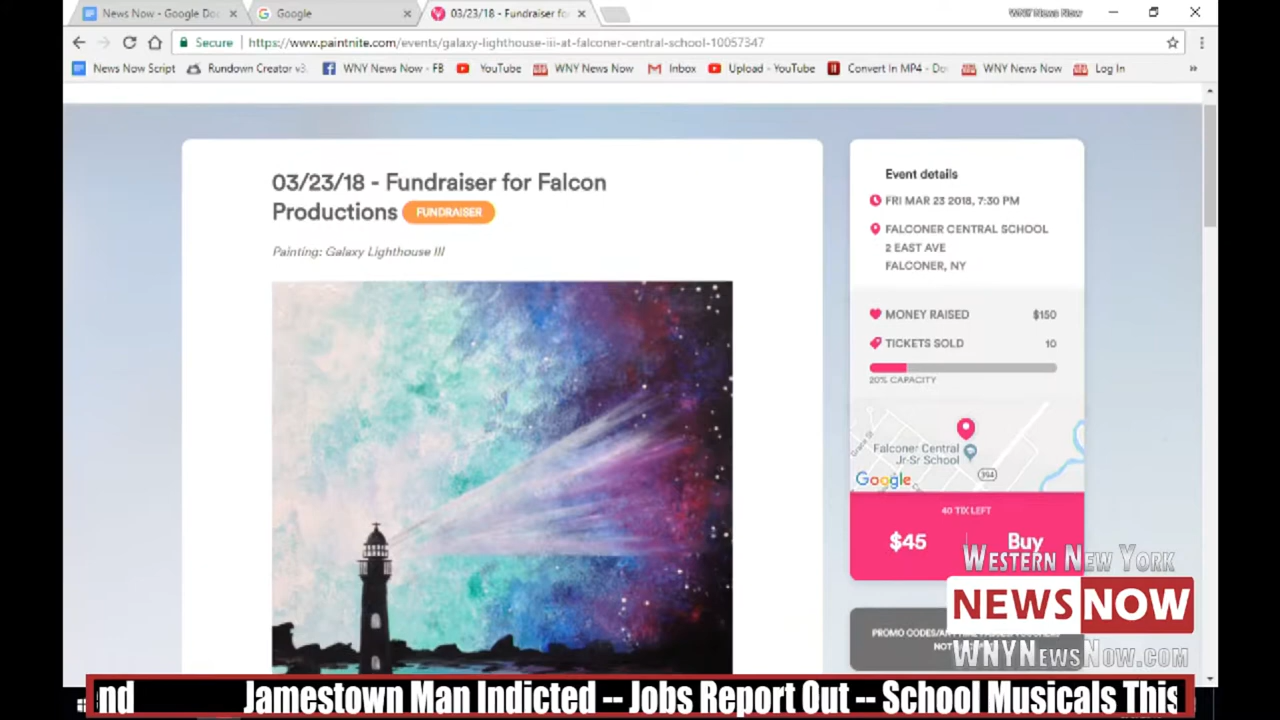 News Now - Google Doc
Google
03/23/18 - Fundraiser for
WNY News Now
Secure
https://www.paintnite.com/events/galaxy-lighthouse-iii-at-falconer-central-school-10057347
News Now Script
Rundown Creator v3.
WNY News Now - FB
YouTube
WNY News Now
Inbox
Upload - YouTube
Convert In MP4 - Do
WNY News Now
Log In
»
03/23/18 - Fundraiser for Falcon
Productions FUNDRAISER
Painting: Galaxy Lighthouse III
Event details
FRI MAR 23 2018, 7:30 PM
FALCONER CENTRAL SCHOOL
2 EAST AVE
FALCONER, NY
MONEY RAISED $150
TICKETS SOLD 10
20% CAPACITY
Falconer Central
Jr-Sr School
394
Google
40 TIX LEFT
$45 Buy
PROMO CODES/
NOT
WESTERN NEW YORK
NEWS NOW
WNYNEWSNOW.COM
nd Jamestown Man Indicted -- Jobs Report Out -- School Musicals This